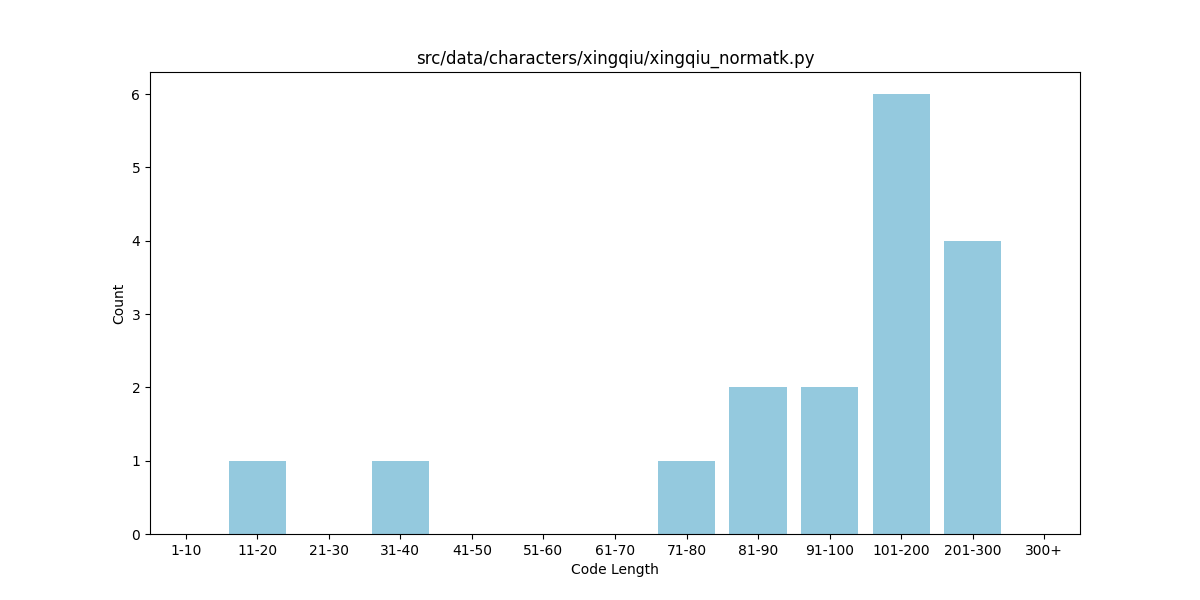 src/data/characters/xingqiu/xingqiu_normatk.py
Count
6
5
4
3
2
1
0
1-10 11-20 21-30 31-40 41-50 51-60 61-70 71-80 81-90 91-100 101-200 201-300 300+
Code Length